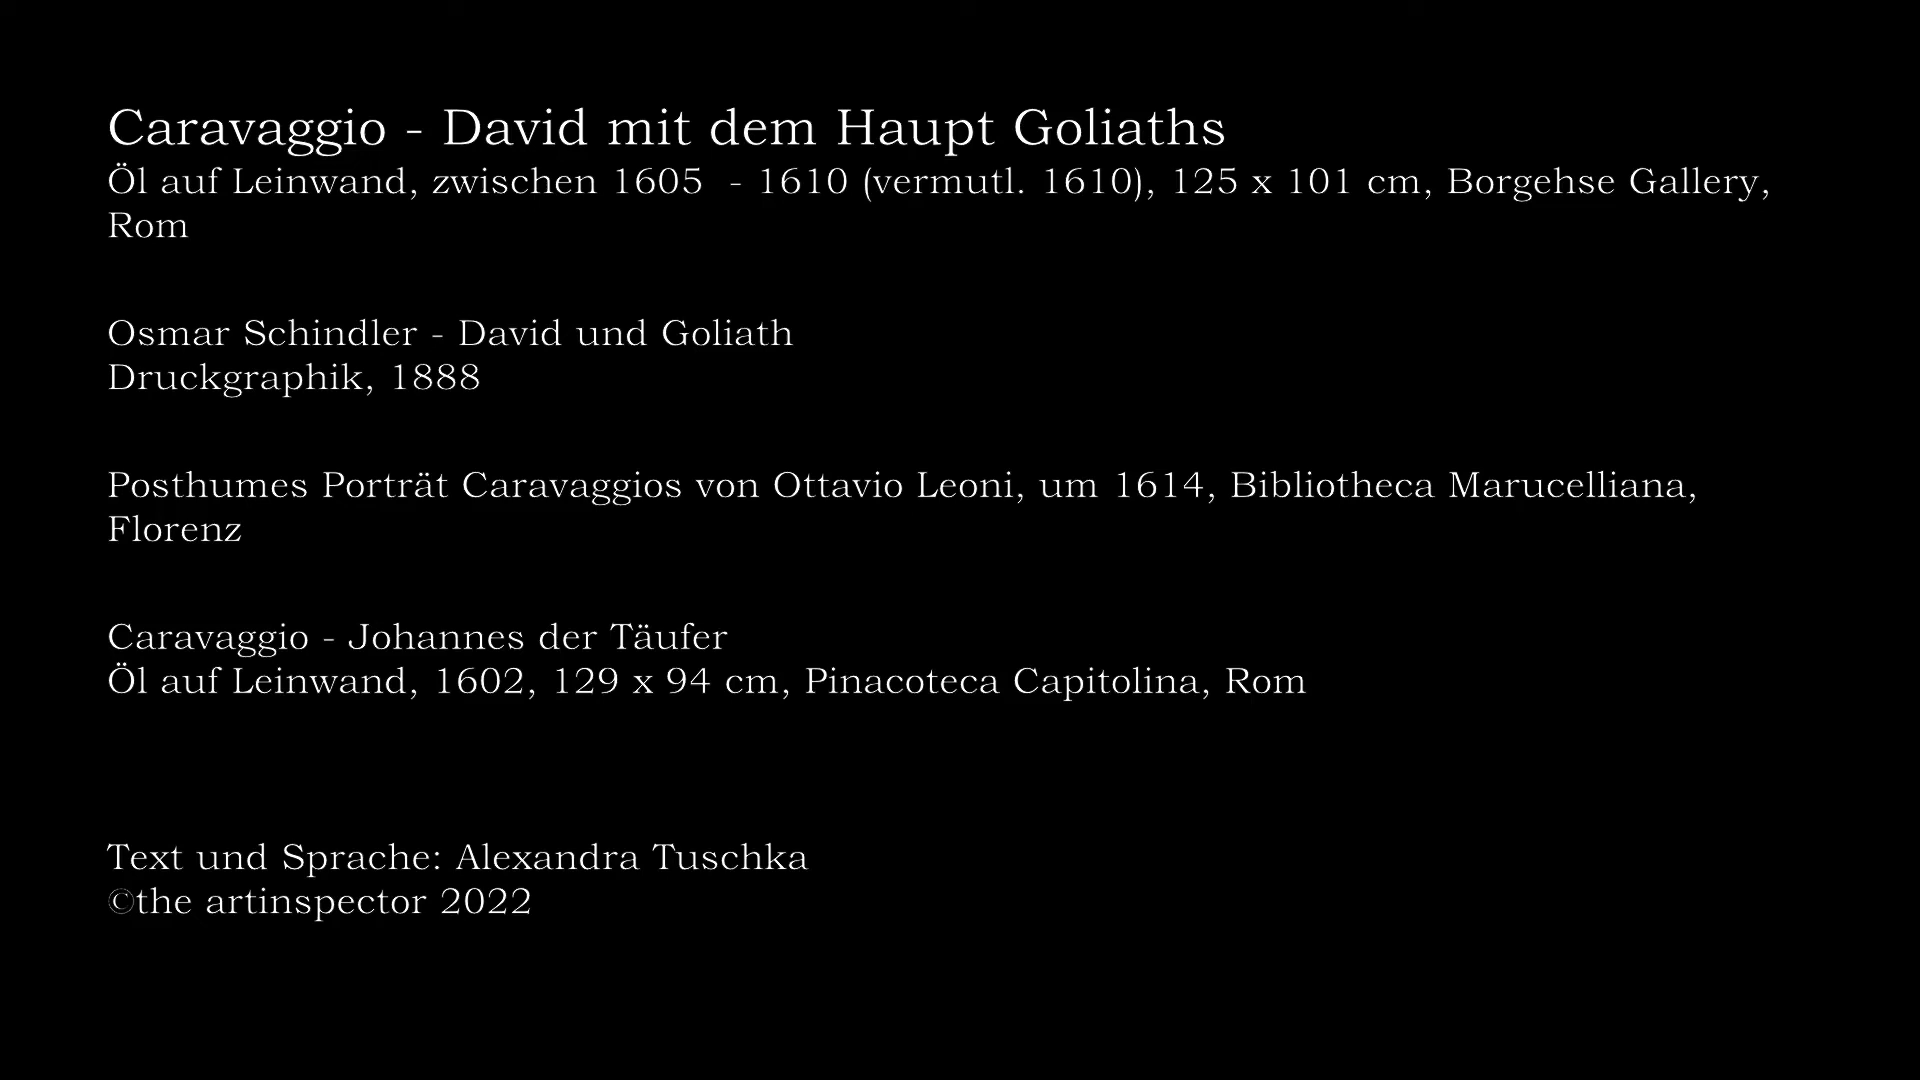 Caravaggio - David mit dem Haupt Goliaths
Öl auf Leinwand, zwischen 1605  - 1610 (vermutl. 1610), 125 x 101 cm, Borgehse Gallery,
Rom
Osmar Schindler - David und Goliath
Druckgraphik, 1888
Posthumes Porträt Caravaggios von Ottavio Leoni, um 1614, Bibliotheca Marucelliana,
Florenz
Caravaggio - Johannes der Täufer
Öl auf Leinwand, 1602, 129 x 94 cm, Pinacoteca Capitolina, Rom
Text und Sprache: Alexandra Tuschka
©the artinspector 2022